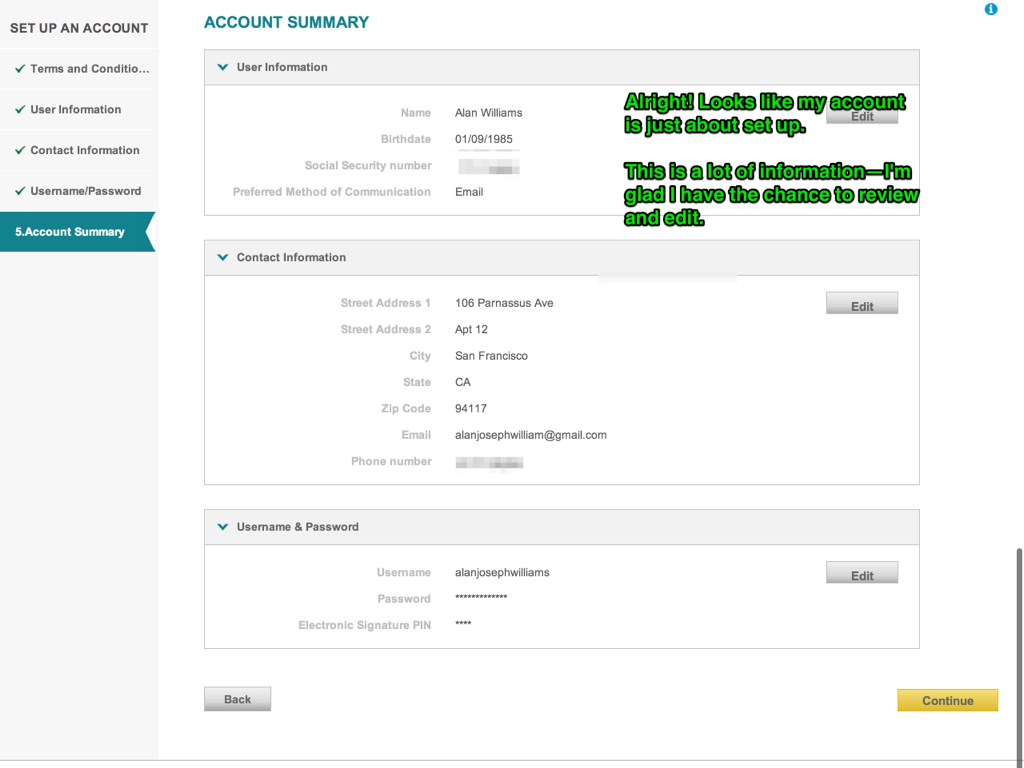 SET UP AN ACCOUNT
Terms and Conditio...
User Information
Contact Information
Username/Password
5.Account Summary
ACCOUNT SUMMARY
User Information
Name Alan Williams
Birthdate 01/09/1985
Social Security number
Preferred Method of Communication Email
Edit
Alright! Looks like my account
is just about set up.
This is a lot of information—I'm
glad I have the chance to review
and edit.
Contact Information
Street Address 1 106 Parnassus Ave
Edit
Street Address 2 Apt 12
City San Francisco
State CA
Zip Code 94117
Email alanjosephwilliam@gmail.com
Phone number
Username & Password
Username alanjosephwilliams
Edit
Password *************
Electronic Signature PIN ****
Back
Continue